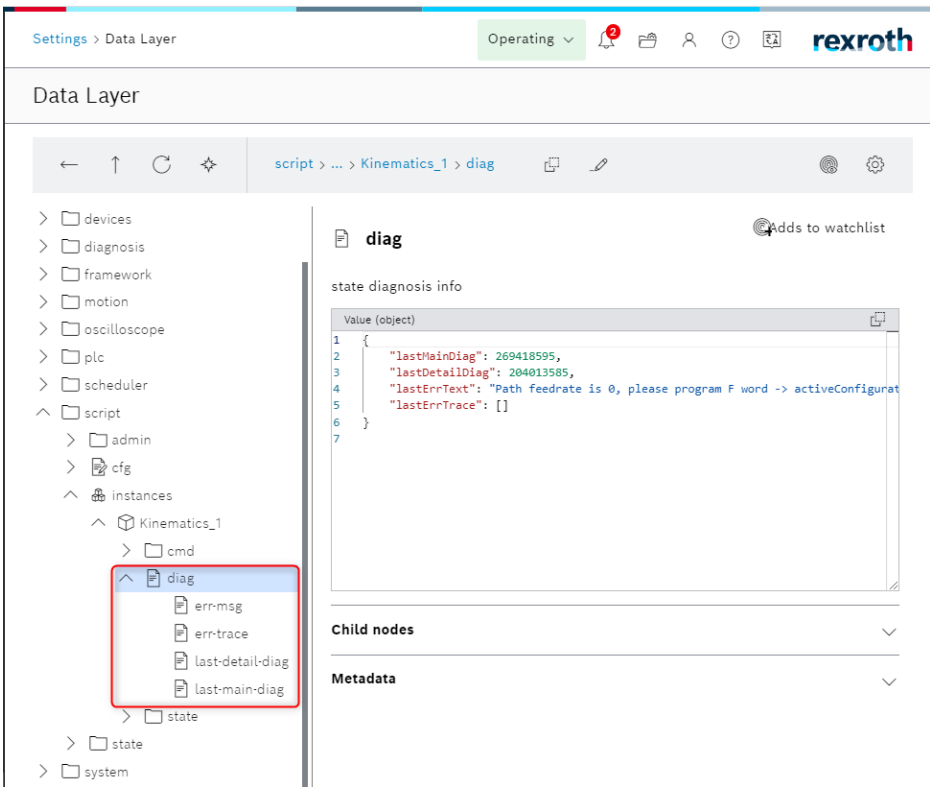 Settings > Data Layer
Operating
2
rexroth
Data Layer
script > ... > Kinematics_1 > diag
devices
diagnosis
framework
motion
oscilloscope
plc
scheduler
script
admin
cfg
instances
Kinematics_1
cmd
diag
err-msg
err-trace
last-detail-diag
last-main-diag
state
state
system
diag
Adds to watchlist
state diagnosis info
Value (object)
1 {
2 "lastMainDiag": 269418595,
3 "lastDetailDiag": 204013585,
4 "lastErrText": "Path feedrate is 0, please program F word -> activeConfigurat
5 "lastErrTrace": []
6 }
7
Child nodes
Metadata